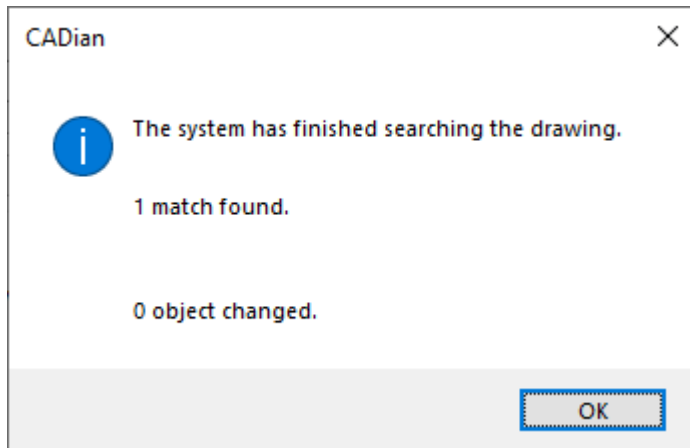 CADian
The system has finished searching the drawing.
1 match found.
0 object changed.
OK